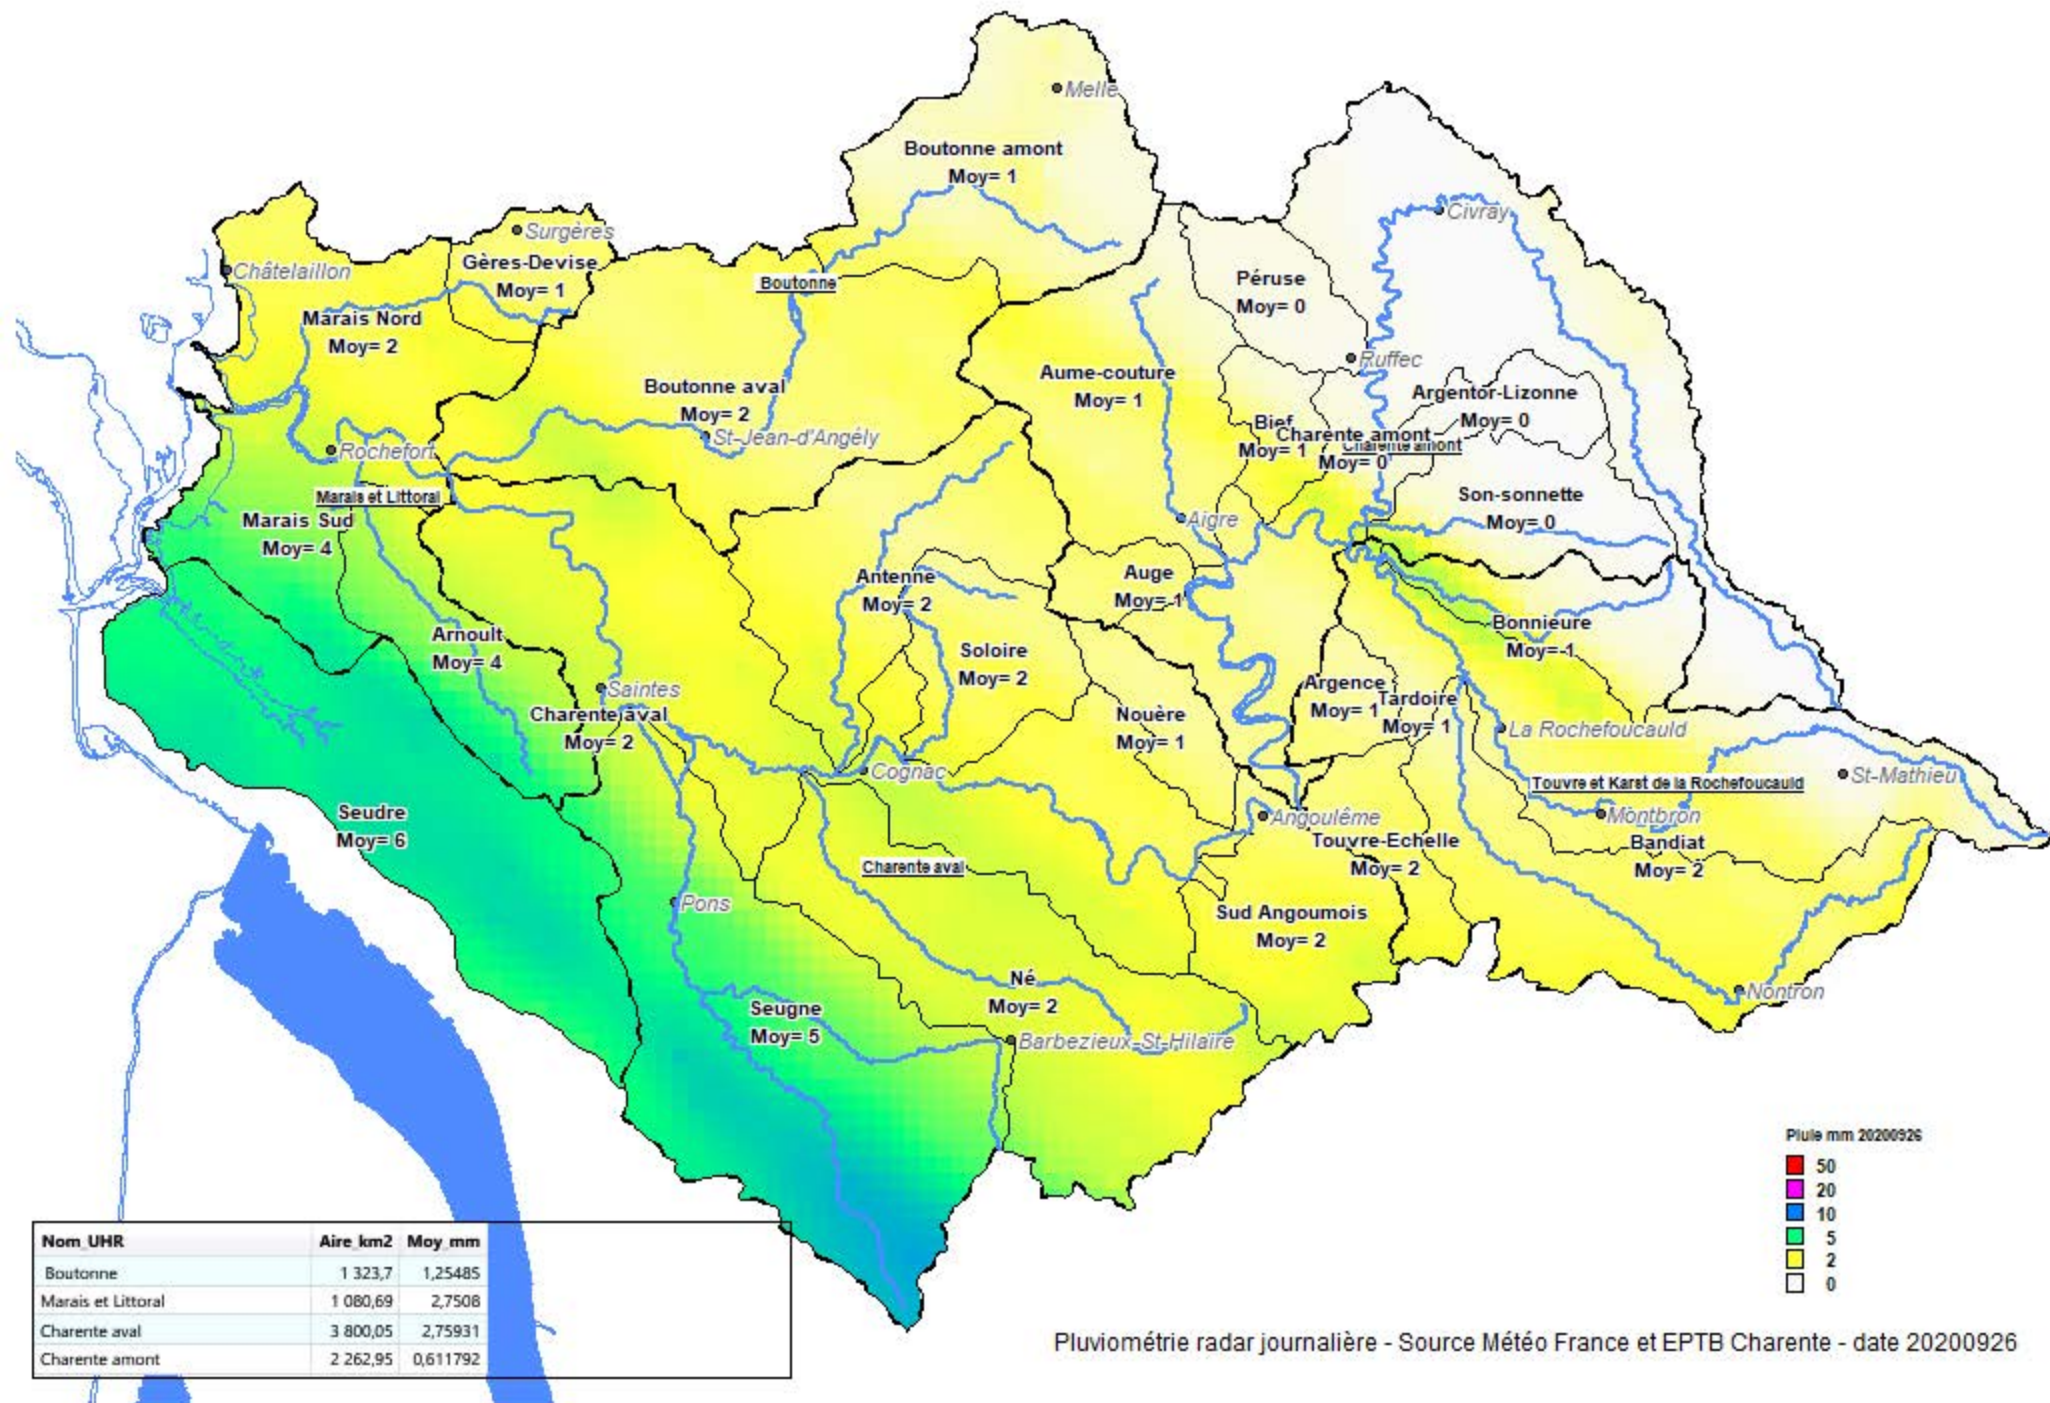 Melle
Boutonne amont
Moy= 1
Civray
Surgères
Châtelaillon
Gères-Devise
Moy= 1
Boutonne
Péruse
Moy= 0
Marais Nord
Moy= 2
Ruffec
Boutonne aval
Moy= 2
Aume-couture
Moy= 1
Argentor-Lizonne
Moy= 0
Bief
Moy= 1
Charente amont
Moy= 0
Charente amont
St-Jean-d'Angély
Rochefort
Marais et Littoral
Son-sonnette
Moy= 0
Marais Sud
Moy= 4
Aigre
Antenne
Moy= 2
Auge
Moy= 1
Bonnieure
Moy= 1
Arnoult
Moy= 4
Soloire
Moy= 2
Saintes
Charente aval
Moy= 2
Nouère
Moy= 1
Argence
Moy= 1
Tardoire
Moy= 1
La Rochefoucauld
Cognac
St-Mathieu
Touvre et Karst de la Rochefoucauld
Seudre
Moy= 6
Angoulême
Montbron
Touvre-Echelle
Moy= 2
Bandiat
Moy= 2
Charente aval
Pons
Sud Angoumois
Moy= 2
Né
Moy= 2
Nontron
Seugne
Moy= 5
Barbezieux-St-Hilaire
Pluie mm 20200926
50
20
10
5
2
0
Nom_UHR Aire_km2 Moy_mm
Boutonne 1 323,7 1,25485
Marais et Littoral 1 080,69 2,7508
Charente aval 3 800,05 2,75931
Charente amont 2 262,95 0,611792
Pluviométrie radar journalière - Source Météo France et EPTB Charente - date 20200926